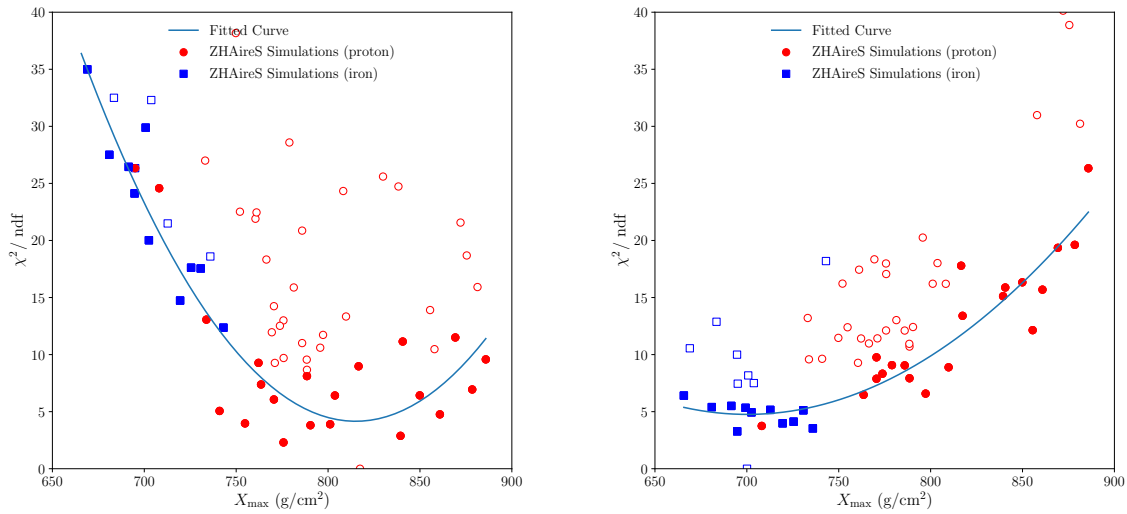 40
35
30
25
20
15
10
5
0
χ²/ ndf
Fitted Curve
ZHAireS Simulations (proton)
ZHAireS Simulations (iron)
650 700 750 800 850 900
X_max (g/cm²)
40
35
30
25
20
15
10
5
0
χ²/ ndf
Fitted Curve
ZHAireS Simulations (proton)
ZHAireS Simulations (iron)
650 700 750 800 850 900
X_max (g/cm²)